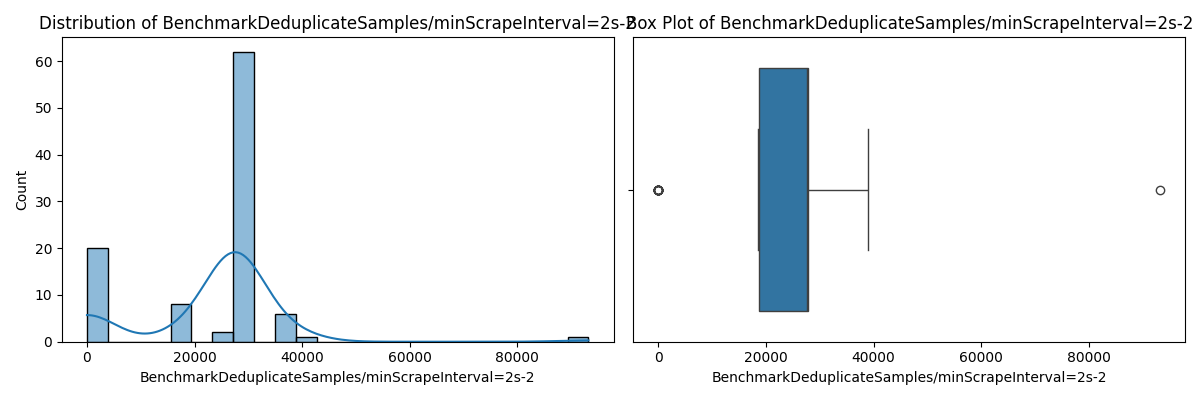 Distribution of BenchmarkDeduplicateSamples/minScrapeInterval=2s-2
Box Plot of BenchmarkDeduplicateSamples/minScrapeInterval=2s-2
60
50
40
30
20
10
0
Count
0 20000 40000 60000 80000
BenchmarkDeduplicateSamples/minScrapeInterval=2s-2
0 20000 40000 60000 80000
BenchmarkDeduplicateSamples/minScrapeInterval=2s-2